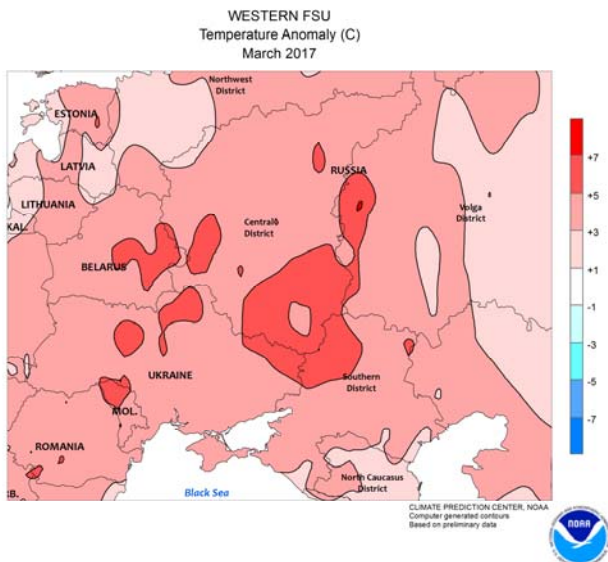 WESTERN FSU
Temperature Anomaly (C)
March 2017
Northwest
District
ESTONIA
LATVIA
RUSSIA
LITHUANIA
KAL.
Central
District
Volga
District
BELARUS
UKRAINE
Southern
District
MOL.
ROMANIA
B.
Black Sea
North Caucasus
District
+7
+5
+3
+1
-1
-3
-5
-7
CLIMATE PREDICTION CENTER, NOAA
Computer generated contours
Based on preliminary data
NOAA